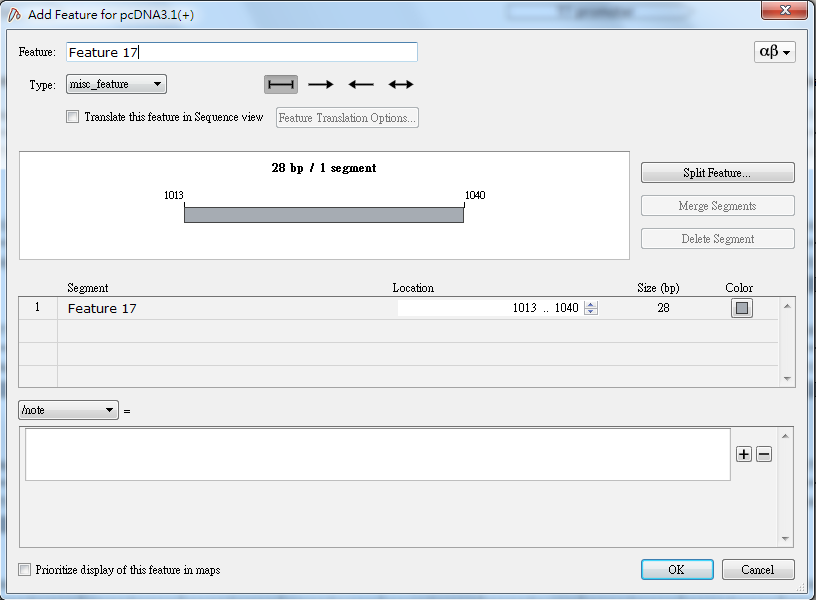 Add Feature for pcDNA3.1(+)
Feature: Feature 17
αβ
Type: misc_feature
Translate this feature in Sequence view Feature Translation Options...
28 bp / 1 segment
1013 1040
Split Feature...
Merge Segments
Delete Segment
Segment Location Size (bp) Color
1 Feature 17 1013 .. 1040 28
/note =
Prioritize display of this feature in maps OK Cancel